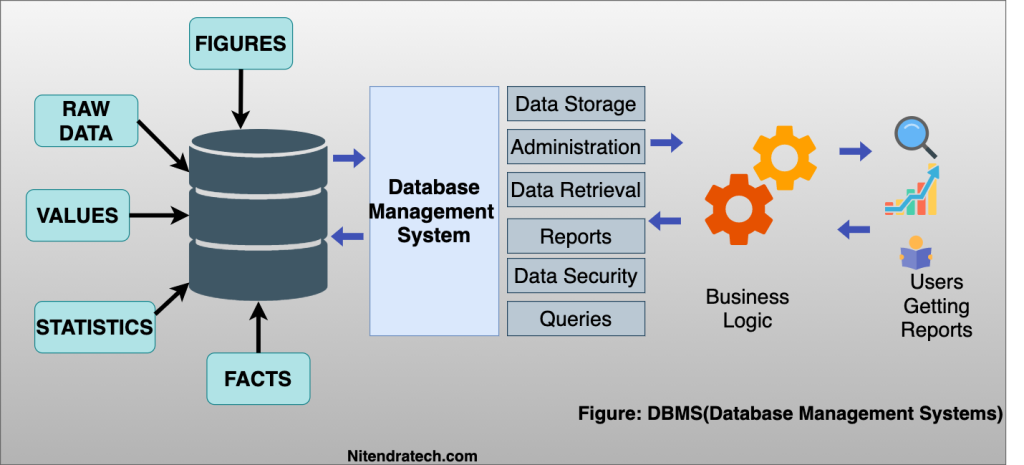 FIGURES
RAW
DATA
VALUES
STATISTICS
FACTS
Database
Management
System
Data Storage
Administration
Data Retrieval
Reports
Data Security
Queries
Business
Logic
Users
Getting
Reports
Figure: DBMS(Database Management Systems)
Nitendratech.com